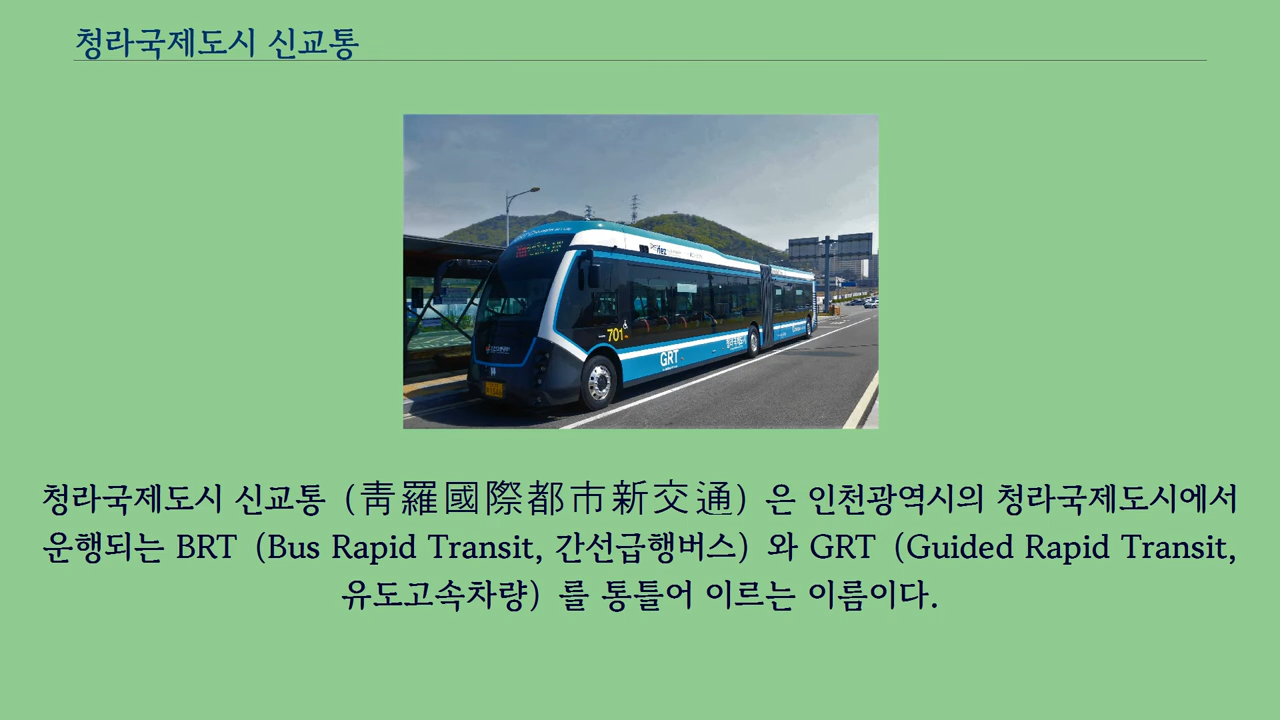 청라국제도시 신교통
701
GRT
청라국제도시 신교통 (靑羅國際都市新交通) 은 인천광역시의 청라국제도시에서
운행되는 BRT (Bus Rapid Transit, 간선급행버스) 와 GRT (Guided Rapid Transit,
유도고속차량) 를 통틀어 이르는 이름이다.